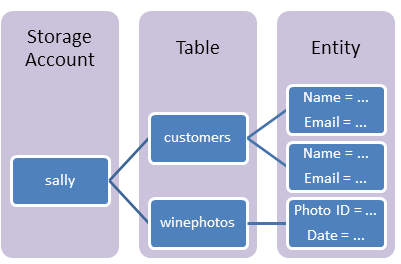 Storage
Account
Table
Entity
sally
customers
winephotos
Name = ...
Email = ...
Name = ...
Email = ...
Photo ID = ...
Date = ...